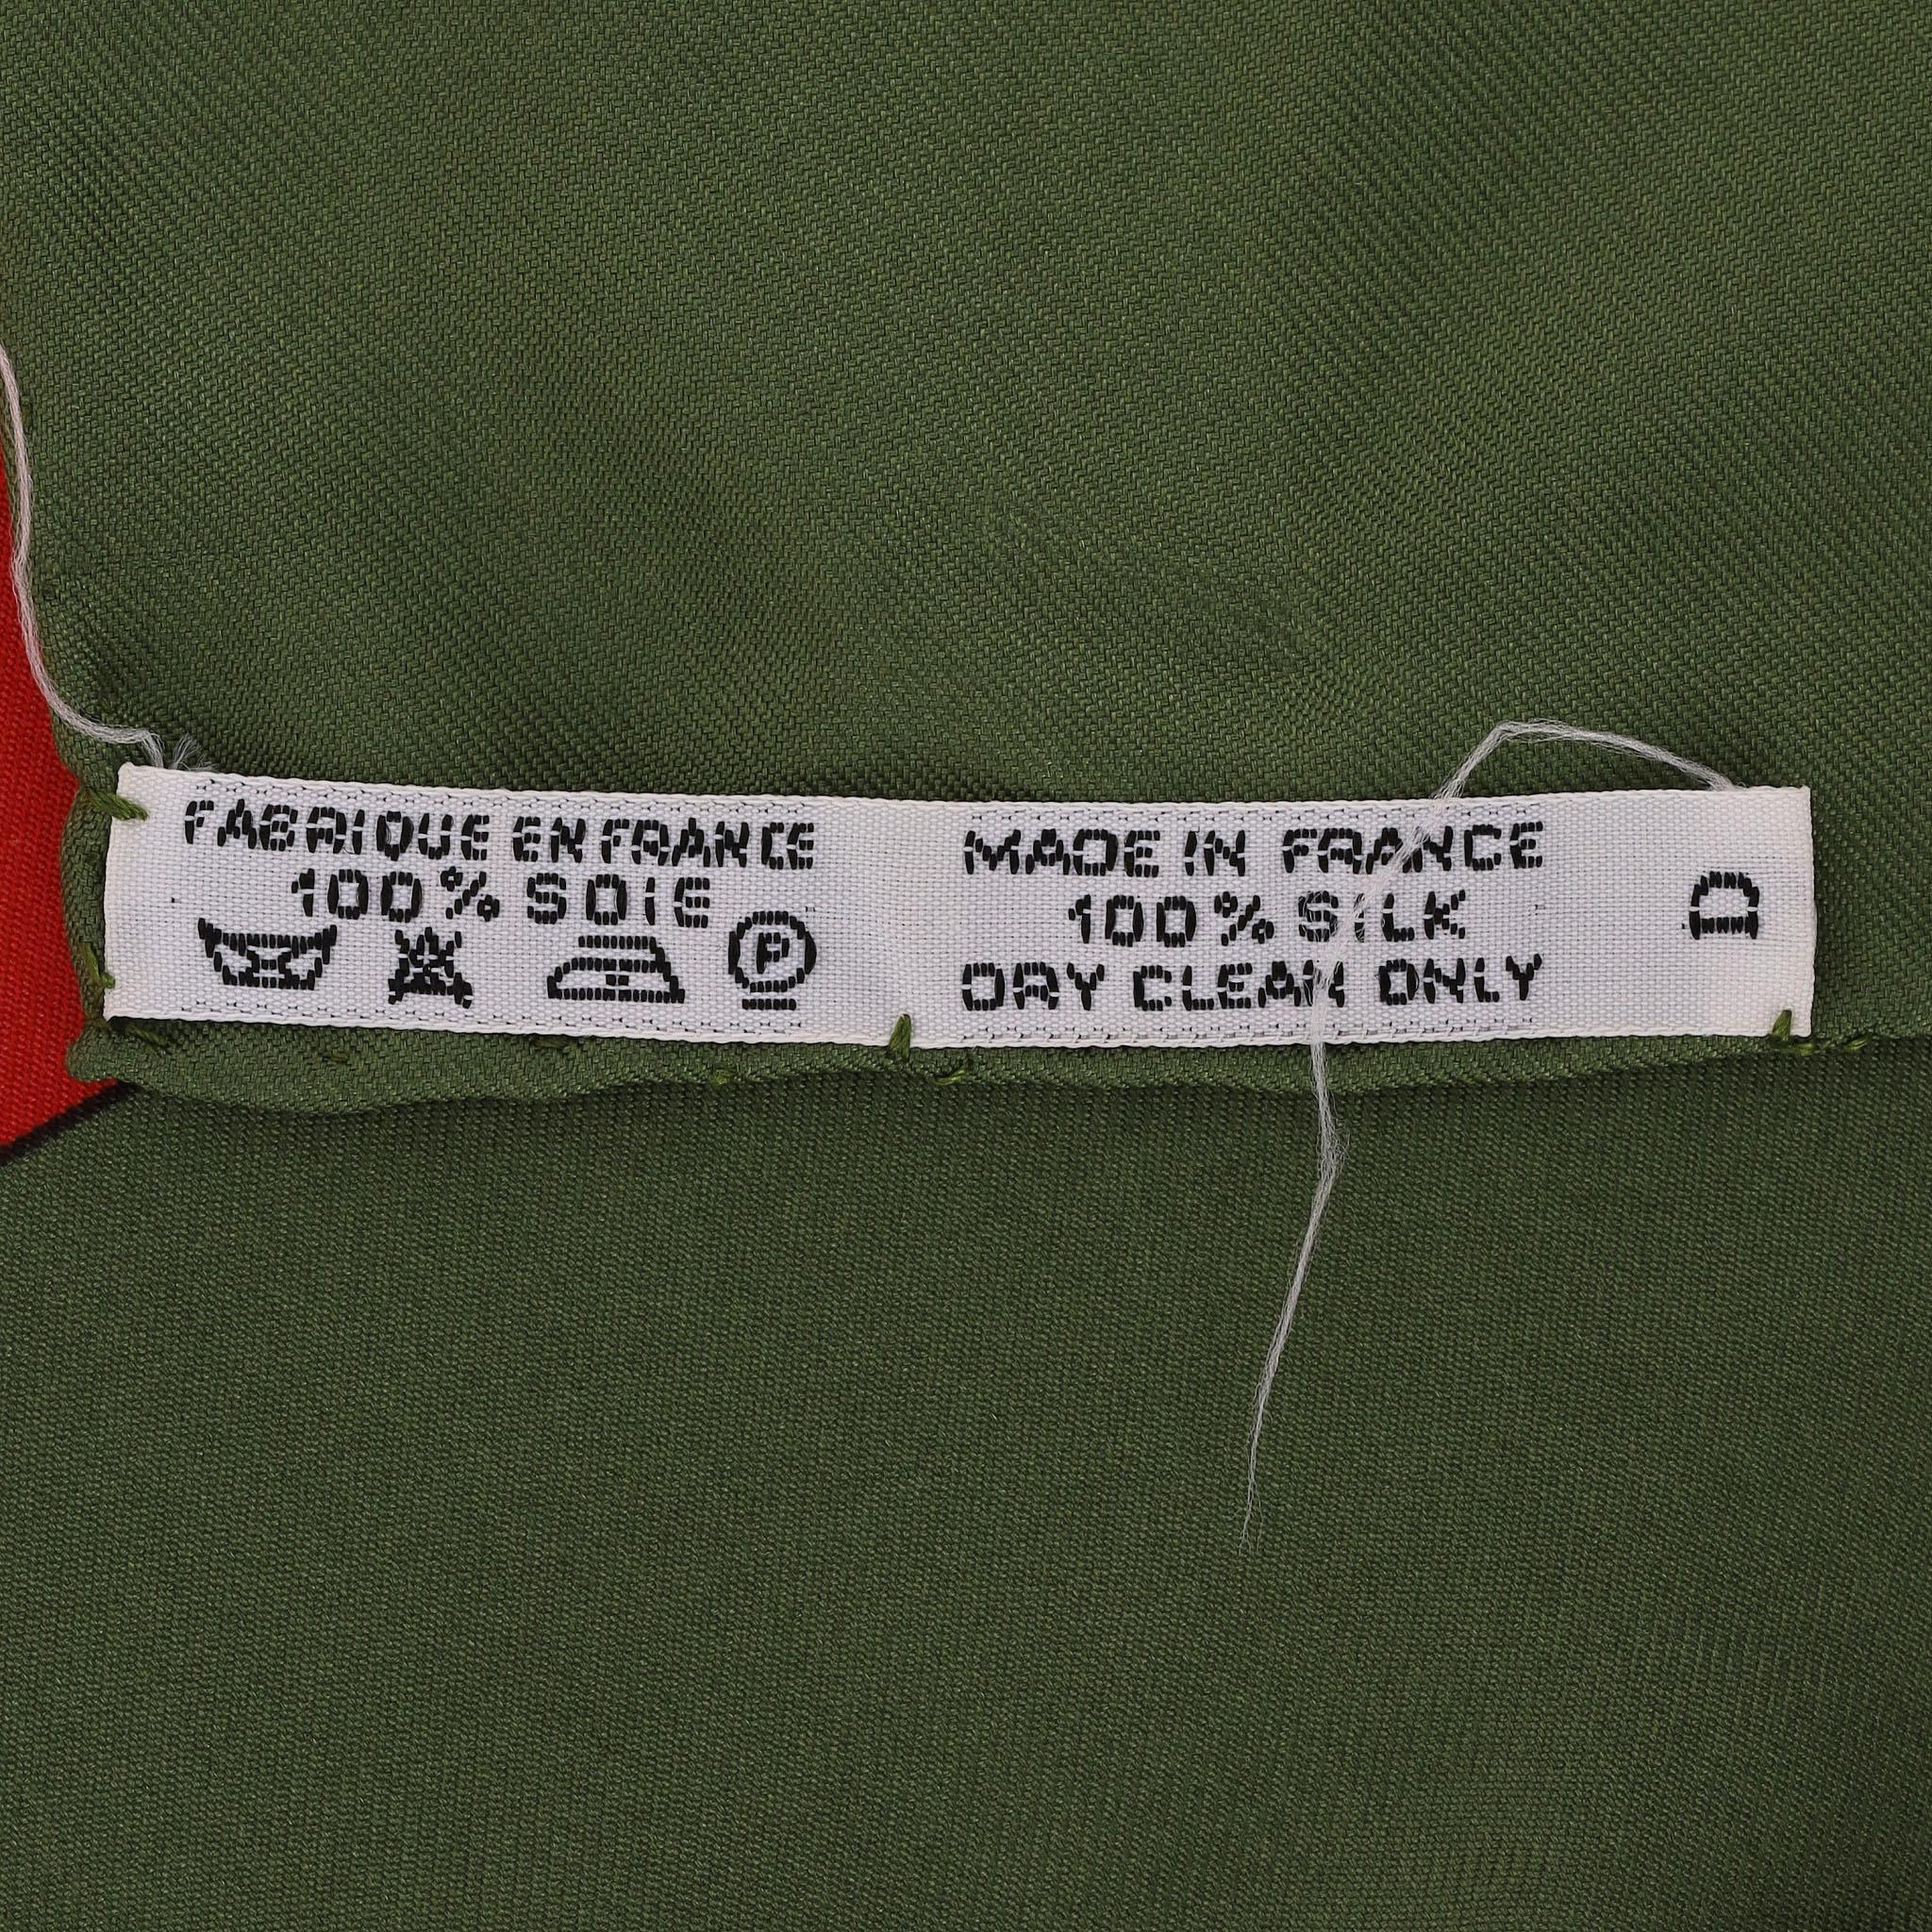 FABRIQUE EN FRANCE
100% SOIE
P
MADE IN FRANCE
100% SILK
DRY CLEAN ONLY
D